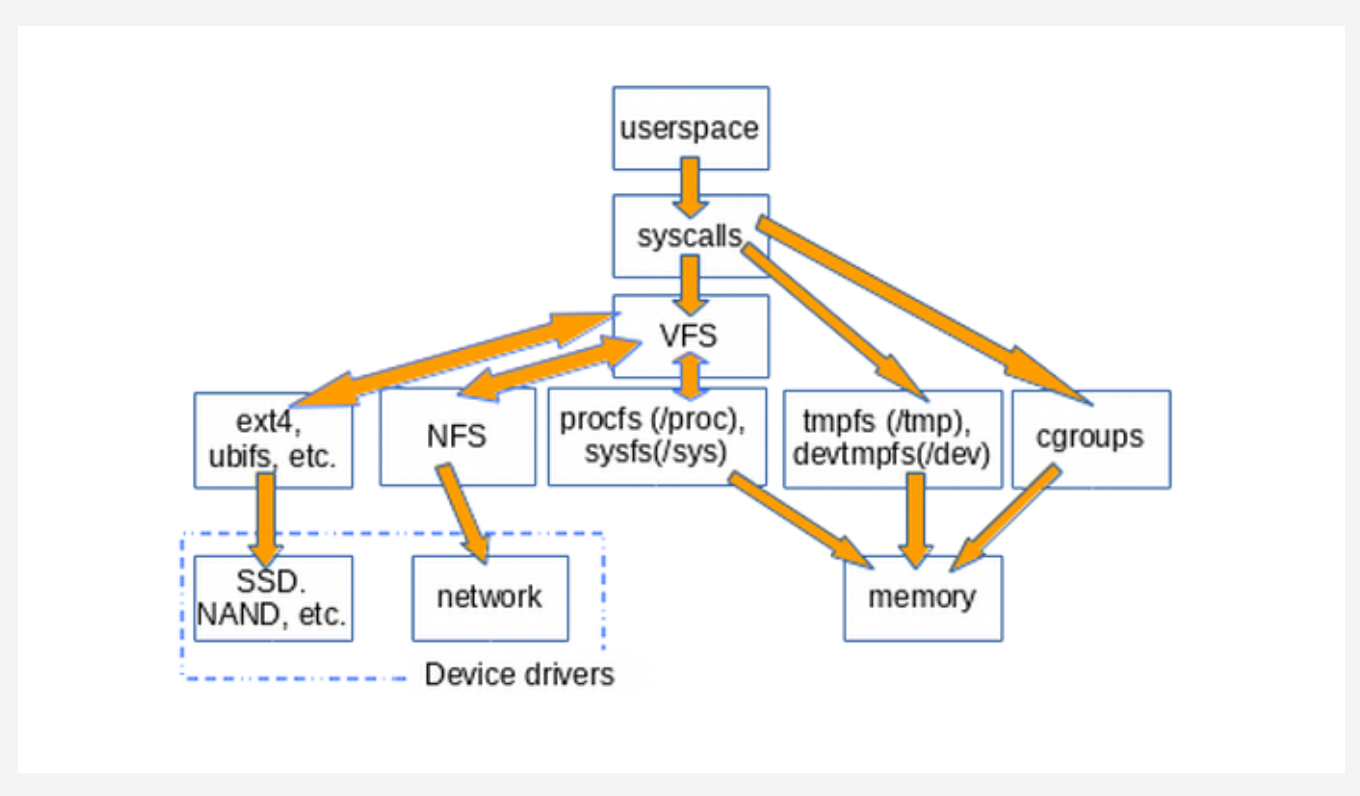 userspace
syscalls
VFS
ext4,
ubifs, etc.
NFS
procfs (/proc),
sysfs(/sys)
tmpfs (/tmp),
devtmpfs(/dev)
cgroups
SSD.
NAND, etc.
network
memory
Device drivers